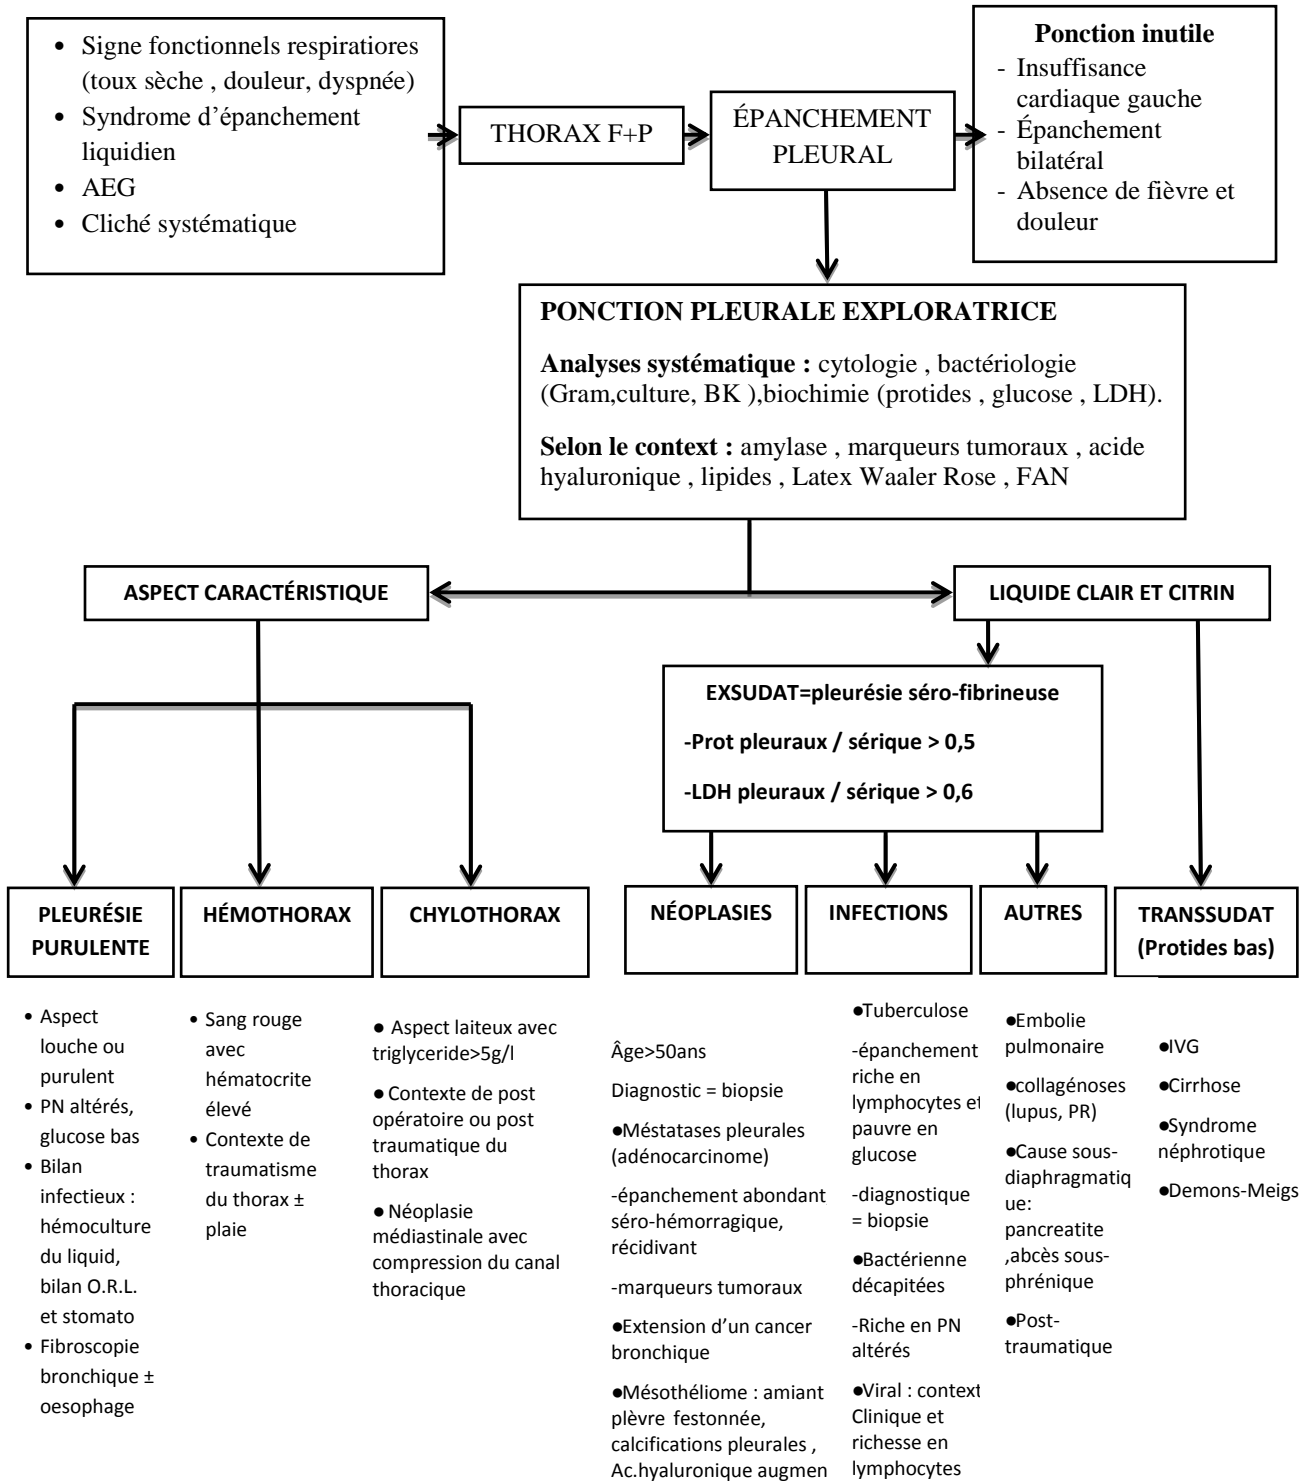 • Signe fonctionnels respiratiores
(toux sèche , douleur, dyspnée)
• Syndrome d’épanchement
liquidien
• AEG
• Cliché systématique
THORAX F+P
ÉPANCHEMENT
PLEURAL
Ponction inutile
- Insuffisance
cardiaque gauche
- Épanchement
bilatéral
- Absence de fièvre et
douleur
PONCTION PLEURALE EXPLORATRICE
Analyses systématique : cytologie , bactériologie
(Gram,culture, BK ),biochimie (protides , glucose , LDH).
Selon le context : amylase , marqueurs tumoraux , acide
hyaluronique , lipides , Latex Waaler Rose , FAN
ASPECT CARACTÉRISTIQUE
LIQUIDE CLAIR ET CITRIN
EXSUDAT=pleurésie séro-fibrineuse
-Prot pleuraux / sérique > 0,5
-LDH pleuraux / sérique > 0,6
PLEURÉSIE
PURULENTE
HÉMOTHORAX
CHYLOTHORAX
NÉOPLASIES
INFECTIONS
AUTRES
TRANSSUDAT
(Protides bas)
• Aspect
louche ou
purulent
• PN altérés,
glucose bas
• Bilan
infectieux :
hémoculture
du liquid,
bilan O.R.L.
et stomato
• Fibroscopie
bronchique ±
oesophage
• Sang rouge
avec
hématocrite
élevé
• Contexte de
traumatisme
du thorax ±
plaie
● Aspect laiteux avec
triglyceride>5g/l
● Contexte de post
opératoire ou post
traumatique du
thorax
● Néoplasie
médiastinale avec
compression du canal
thoracique
Âge>50ans
Diagnostic = biopsie
●Méstatases pleurales
(adénocarcinome)
-épanchement abondant
séro-hémorragique,
récidivant
-marqueurs tumoraux
●Extension d’un cancer
bronchique
●Mésothéliome : amiant
plèvre festonnée,
calcifications pleurales ,
Ac.hyaluronique augmen
●Tuberculose
-épanchement
riche en
lymphocytes et
pauvre en
glucose
-diagnostique
= biopsie
●Bactérienne
décapitées
-Riche en PN
altérés
●Viral : context
Clinique et
richesse en
lymphocytes
●Embolie
pulmonaire
●collagénoses
(lupus, PR)
●Cause sous-
diaphragmatiq
ue:
pancreatite
,abcès sous-
phrénique
●Post-
traumatique
●IVG
●Cirrhose
●Syndrome
néphrotique
●Demons-Meigs